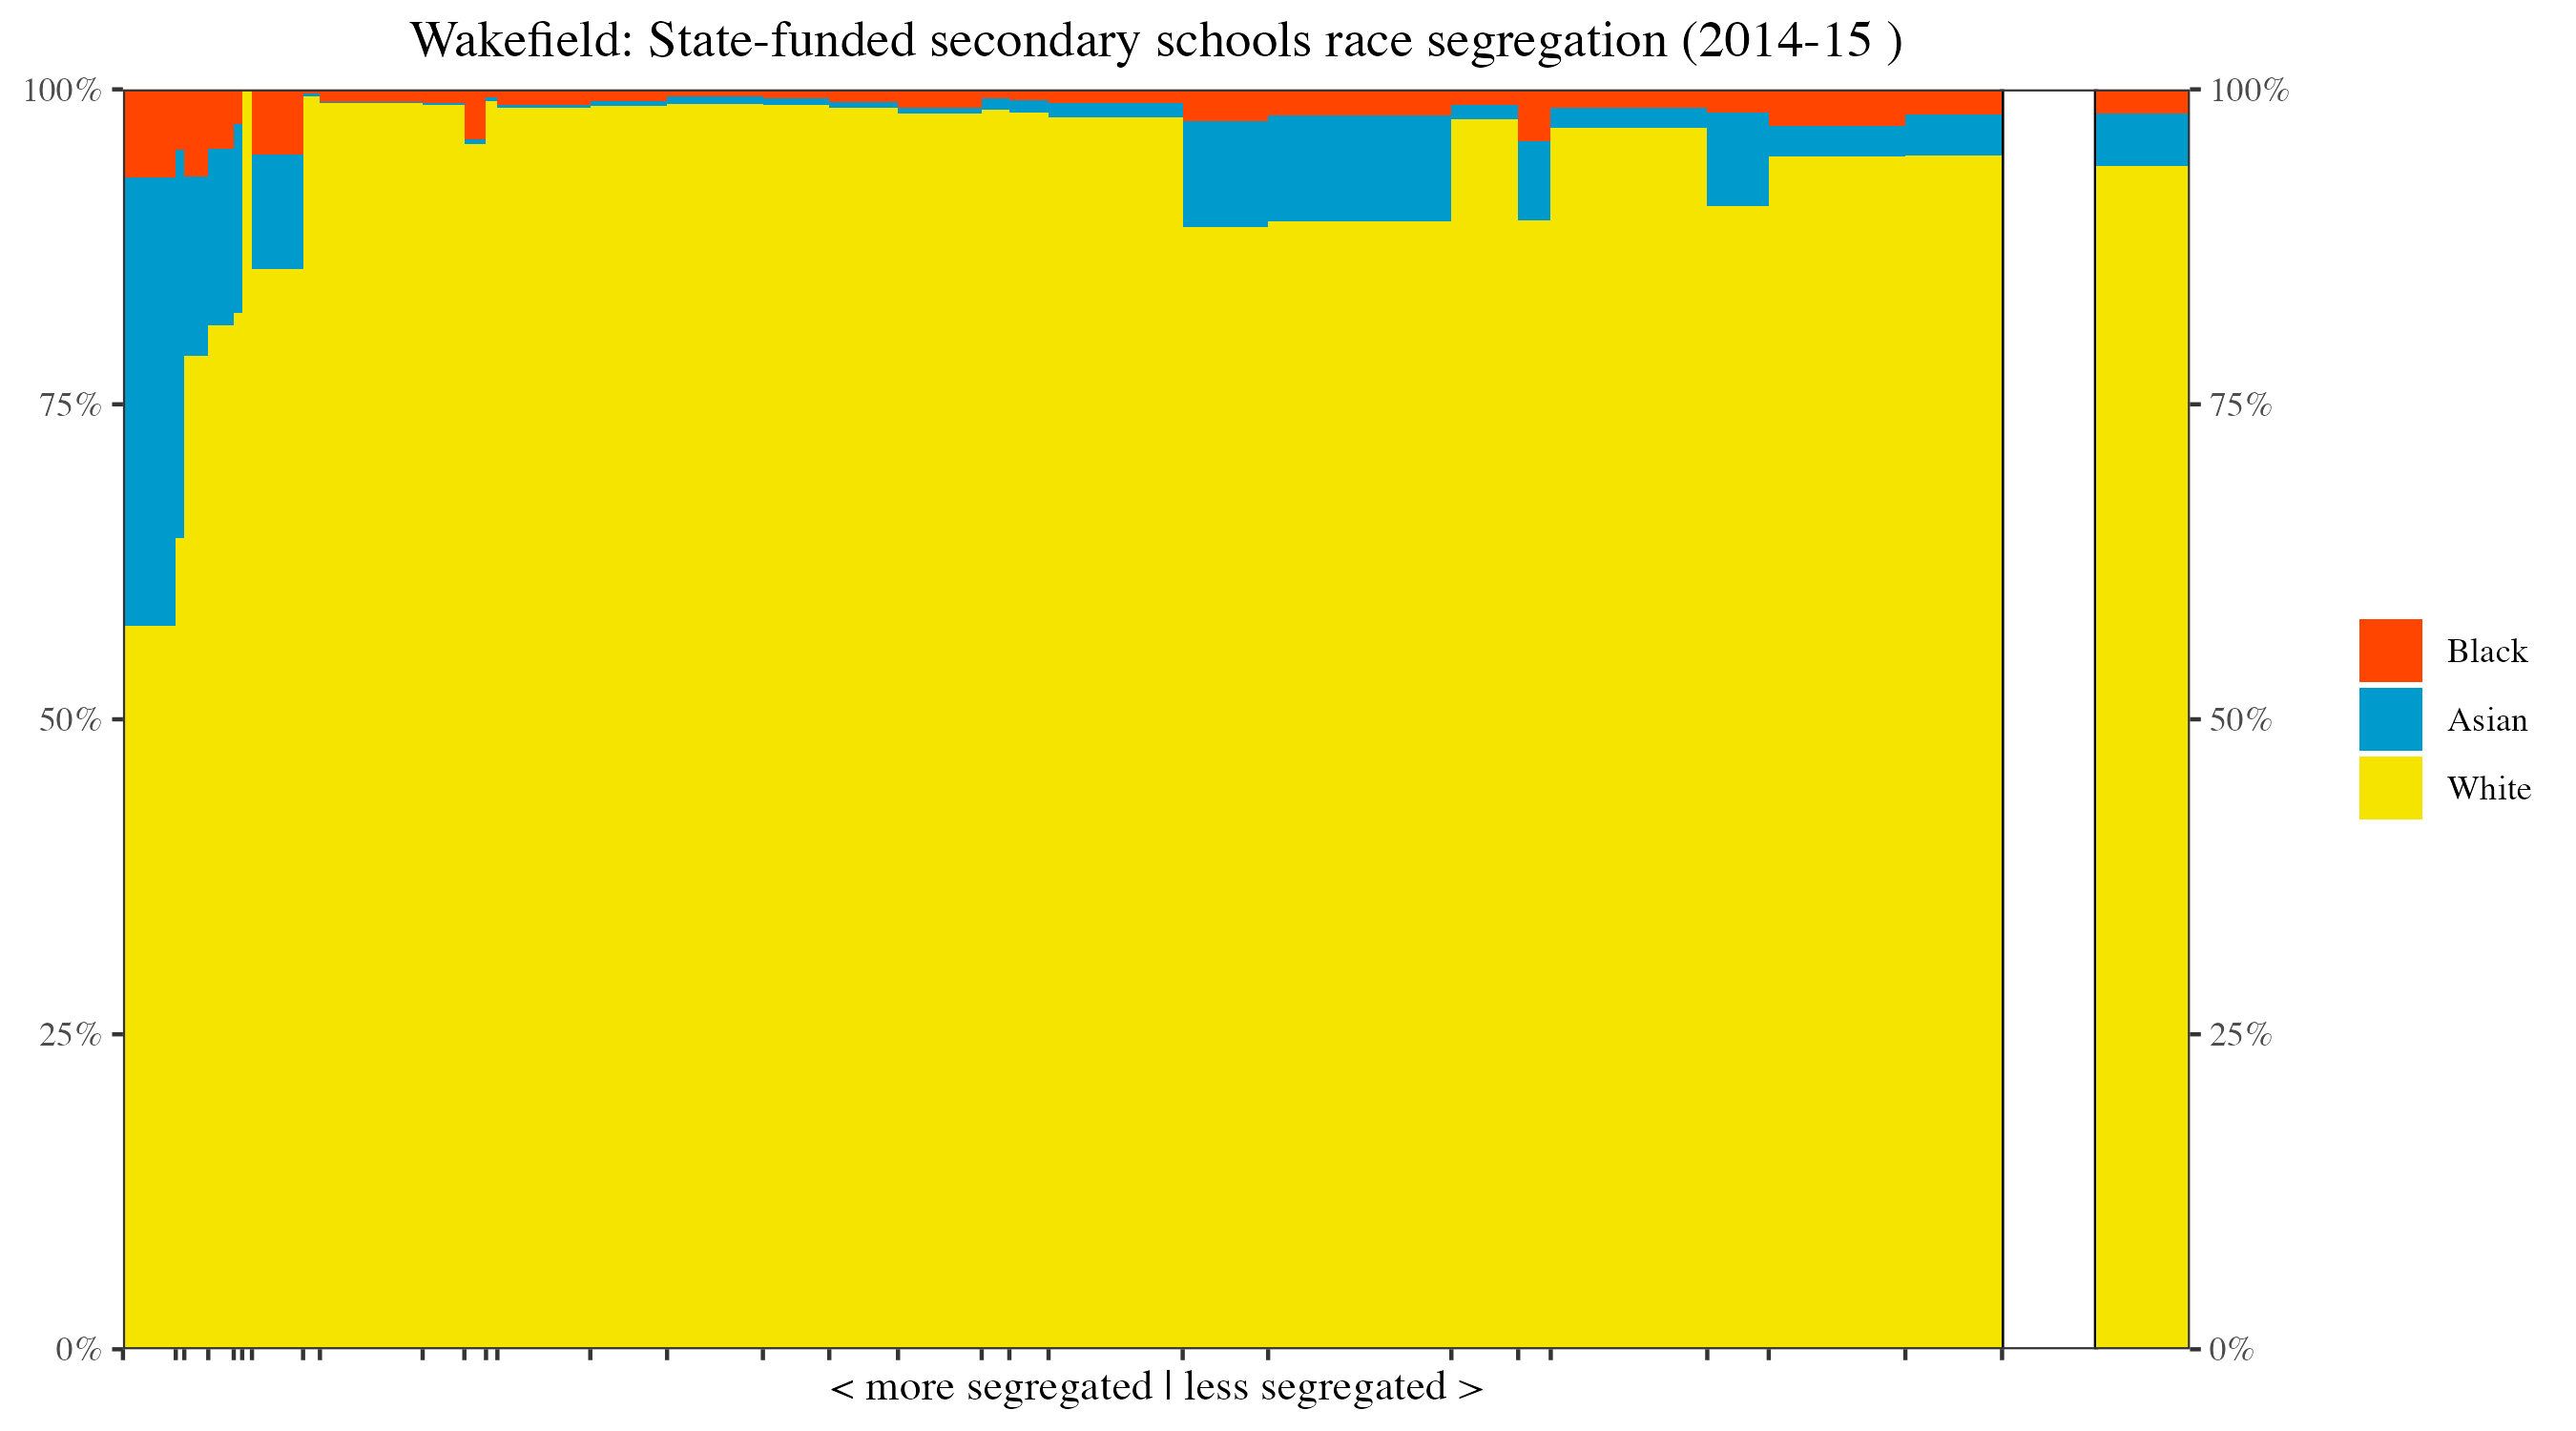 Wakefield: State-funded secondary schools race segregation (2014-15 )
100%
100%
75%
75%
50%
50%
25%
25%
0%
0%
Black
Asian
White
< more segregated | less segregated >